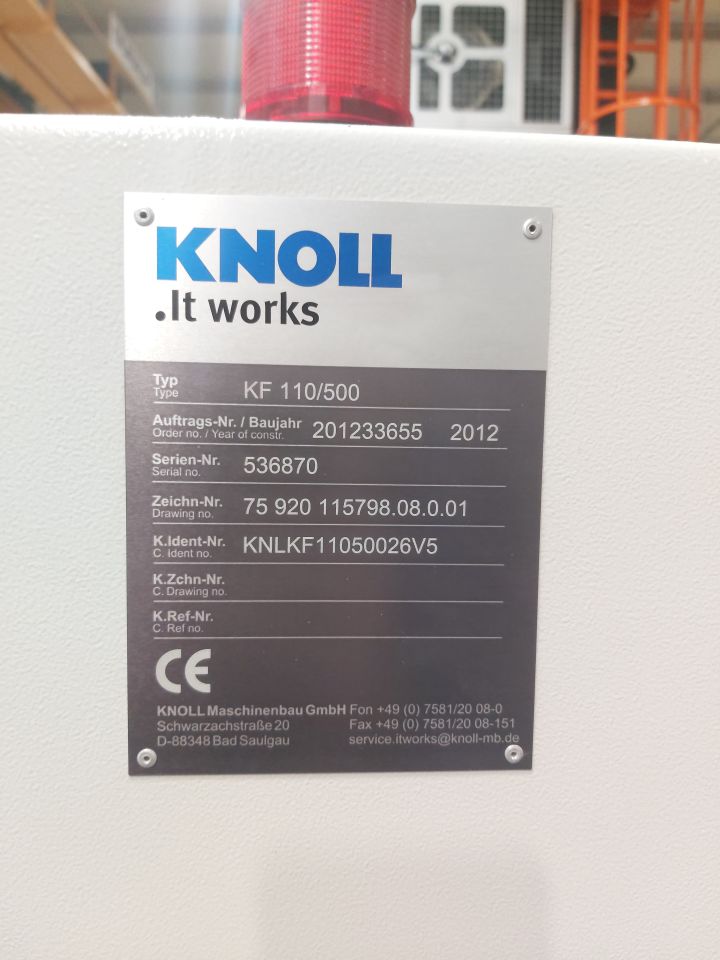 KNOLL
.It works
Typ
Type
KF 110/500
Auftrags-Nr. / Baujahr
Order no. / Year of constr.
201233655 2012
Serien-Nr.
Serial no.
536870
Zeichn-Nr.
Drawing no.
75 920 115798.08.0.01
K.Ident-Nr.
C. Ident no.
KNLKF11050026V5
K.Zchn-Nr.
C. Drawing no.
K.Ref-Nr.
C. Ref no.
CE
KNOLL Maschinenbau GmbH Fon +49 (0) 7581/20 08-0
Schwarzachstraße 20 Fax +49 (0) 7581/20 08-151
D-88348 Bad Saulgau service.itworks@knoll-mb.de